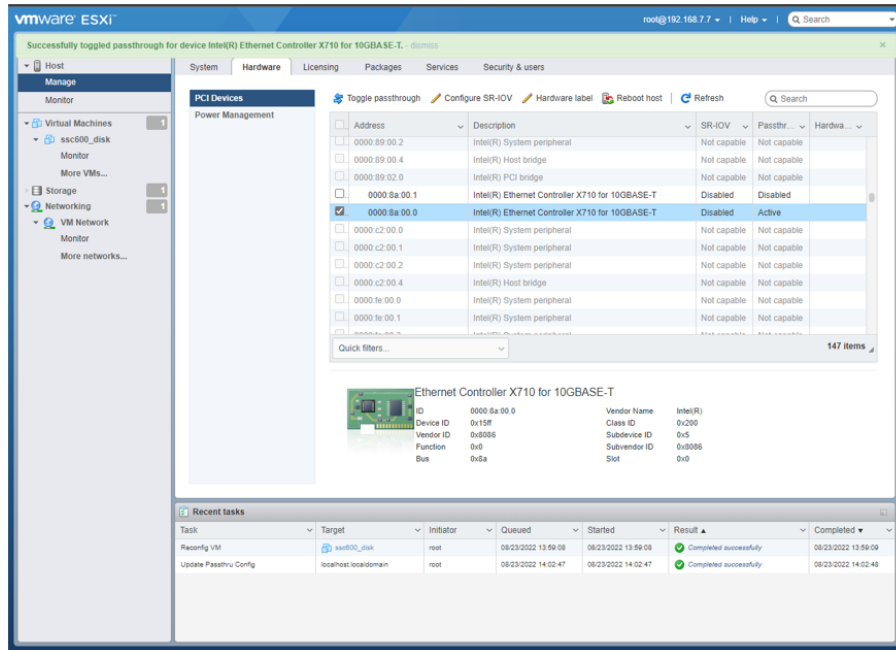 vmware ESXi™
root@192.168.7.7 | Help | Search
Successfully toggled passthrough for device Intel(R) Ethernet Controller X710 for 10GBASE-T. - dismiss
Host
Manage
Monitor
Virtual Machines 1
ssc600_disk
Monitor
More VMs...
Storage 1
Networking 1
VM Network
Monitor
More networks...
System Hardware Licensing Packages Services Security & users
PCI Devices
Power Management
Toggle passthrough Configure SR-IOV Hardware label Reboot host | Refresh Search
Address Description SR-IOV Passthr... Hardwa...
0000:89:00.2 Intel(R) System peripheral Not capable Not capable
0000:89:00.4 Intel(R) Host bridge Not capable Not capable
0000:89:02.0 Intel(R) PCI bridge Not capable Not capable
0000:8a:00.1 Intel(R) Ethernet Controller X710 for 10GBASE-T Disabled Disabled
0000:8a:00.0 Intel(R) Ethernet Controller X710 for 10GBASE-T Disabled Active
0000:c2:00.0 Intel(R) System peripheral Not capable Not capable
0000:c2:00.1 Intel(R) System peripheral Not capable Not capable
0000:c2:00.2 Intel(R) System peripheral Not capable Not capable
0000:c2:00.4 Intel(R) Host bridge Not capable Not capable
0000:fe:00.0 Intel(R) System peripheral Not capable Not capable
0000:fe:00.1 Intel(R) System peripheral Not capable Not capable
Quick filters... 147 items
Ethernet Controller X710 for 10GBASE-T
ID 0000:8a:00.0 Vendor Name Intel(R)
Device ID 0x15ff Class ID 0x200
Vendor ID 0x8086 Subdevice ID 0x5
Function 0x0 Subvendor ID 0x8086
Bus 0x8a Slot 0x0
Recent tasks
Task Target Initiator Queued Started Result Completed
Reconfig VM ssc600_disk root 08/23/2022 13:59:08 08/23/2022 13:59:08 Completed successfully 08/23/2022 13:59:09
Update Passthru Config localhost.localdomain root 08/23/2022 14:02:47 08/23/2022 14:02:47 Completed successfully 08/23/2022 14:02:48